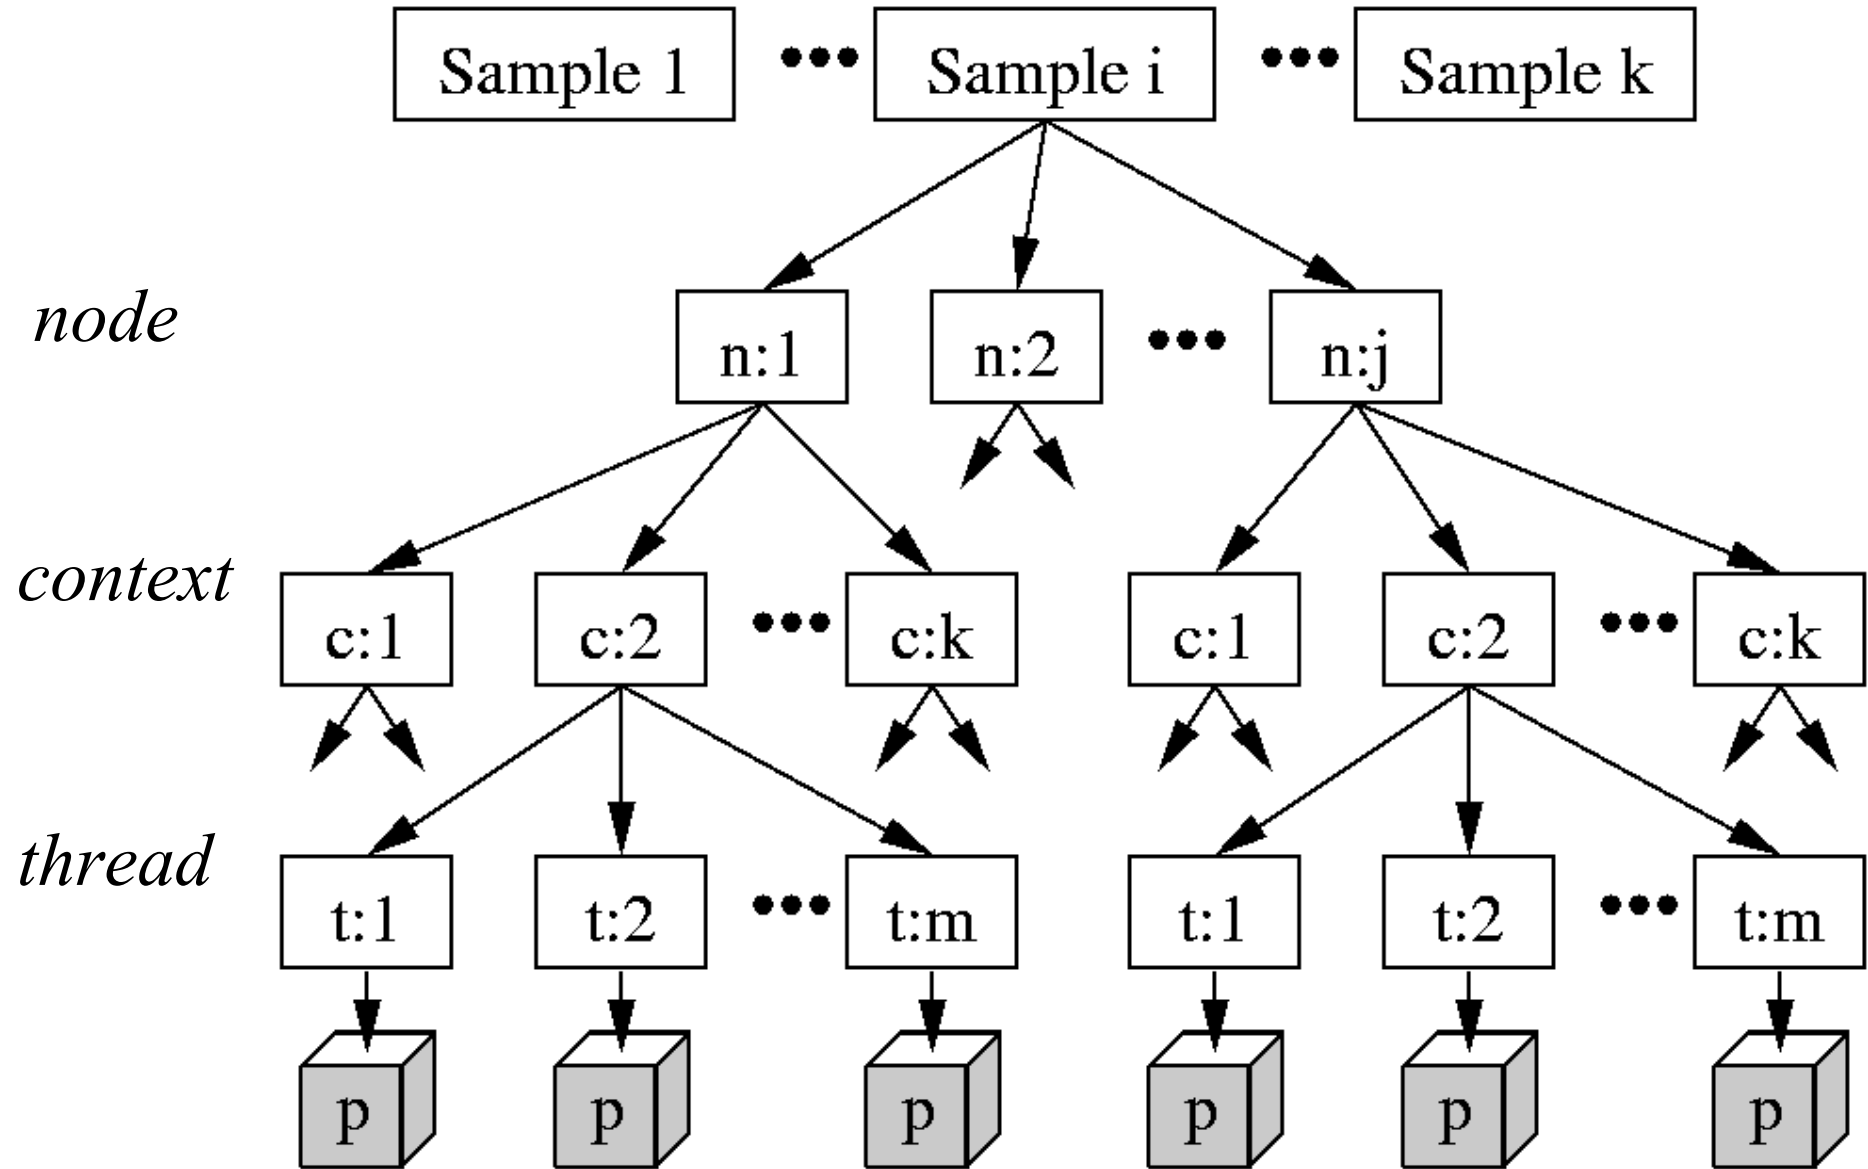 Sample 1 ••• Sample i ••• Sample k
node
n:1 n:2 ••• n:j
context
c:1 c:2 ••• c:k c:1 c:2 ••• c:k
thread
t:1 t:2 ••• t:m t:1 t:2 ••• t:m
p p p p p p